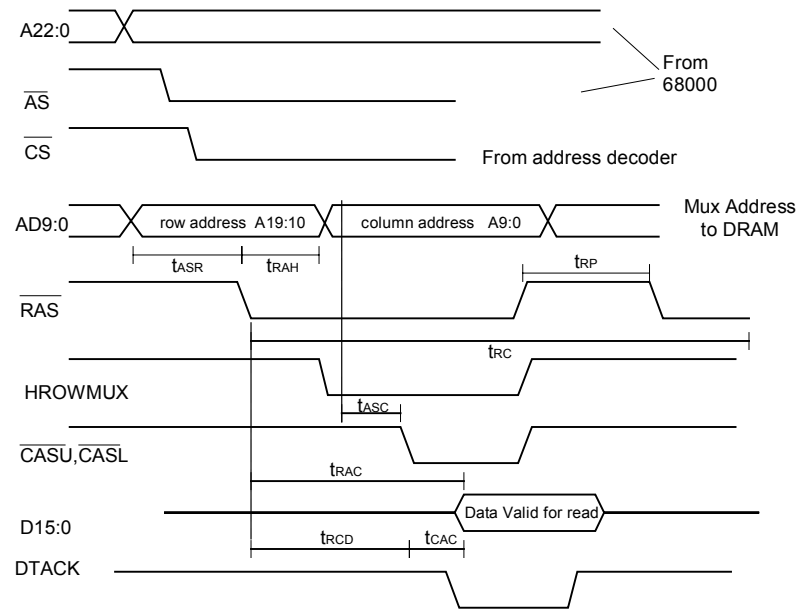 A22:0
From
68000
AS
CS
From address decoder
AD9:0
row address A19:10
column address A9:0
Mux Address
to DRAM
tASR
tRAH
tRP
RAS
tRC
HROWMUX
tASC
CASU,CASL
tRAC
Data Valid for read
D15:0
tRCD
tCAC
DTACK